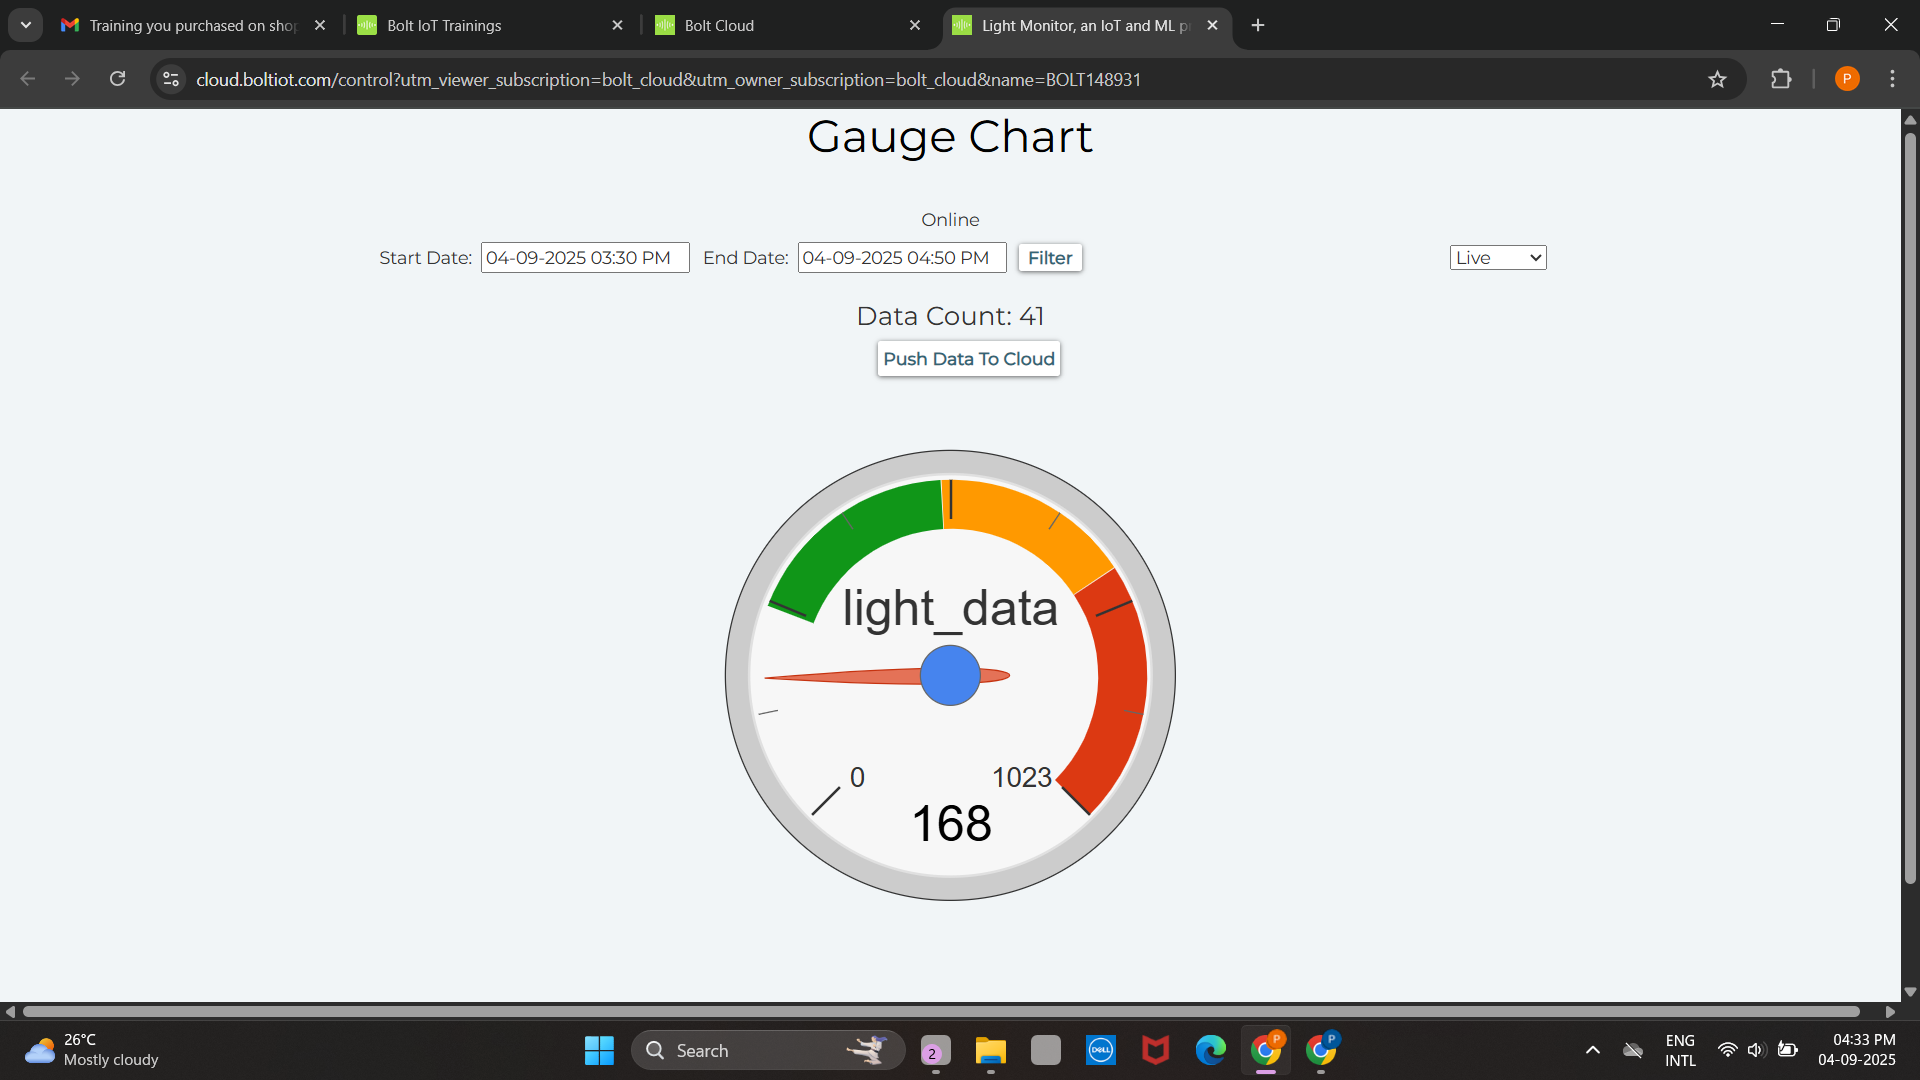 Training you purchased on shop
Bolt IoT Trainings
Bolt Cloud
Light Monitor, an IoT and ML p
cloud.boltiot.com/control?utm_viewer_subscription=bolt_cloud&utm_owner_subscription=bolt_cloud&name=BOLT148931
P
Gauge Chart
Online
Start Date: 04-09-2025 03:30 PM End Date: 04-09-2025 04:50 PM Filter Live
Data Count: 41
Push Data To Cloud
light_data
0 1023
168
26°C
Mostly cloudy
Search
2
DELL
P
P
ENG
INTL
04:33 PM
04-09-2025